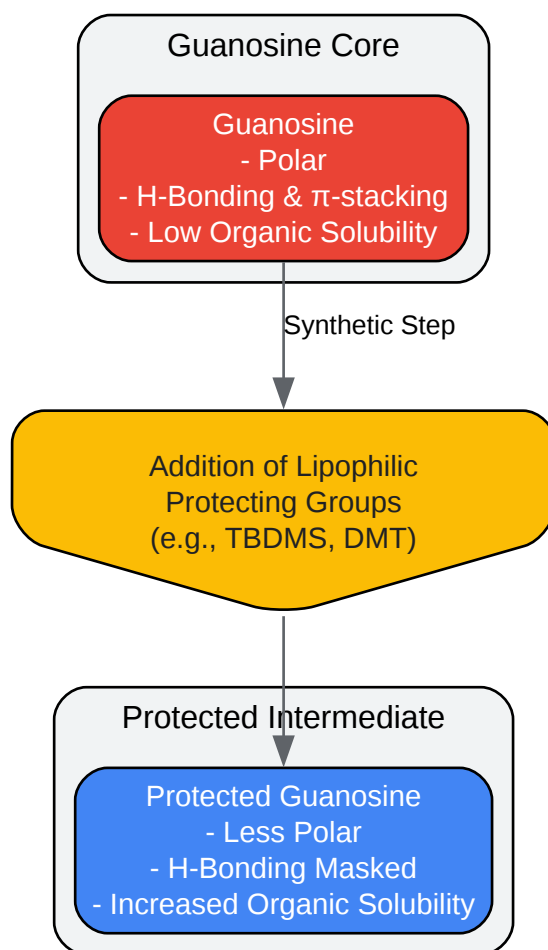 Guanosine Core
Guanosine
- Polar
- H-Bonding & π-stacking
- Low Organic Solubility
Synthetic Step
Addition of Lipophilic
Protecting Groups
(e.g., TBDMS, DMT)
Protected Intermediate
Protected Guanosine
- Less Polar
- H-Bonding Masked
- Increased Organic Solubility